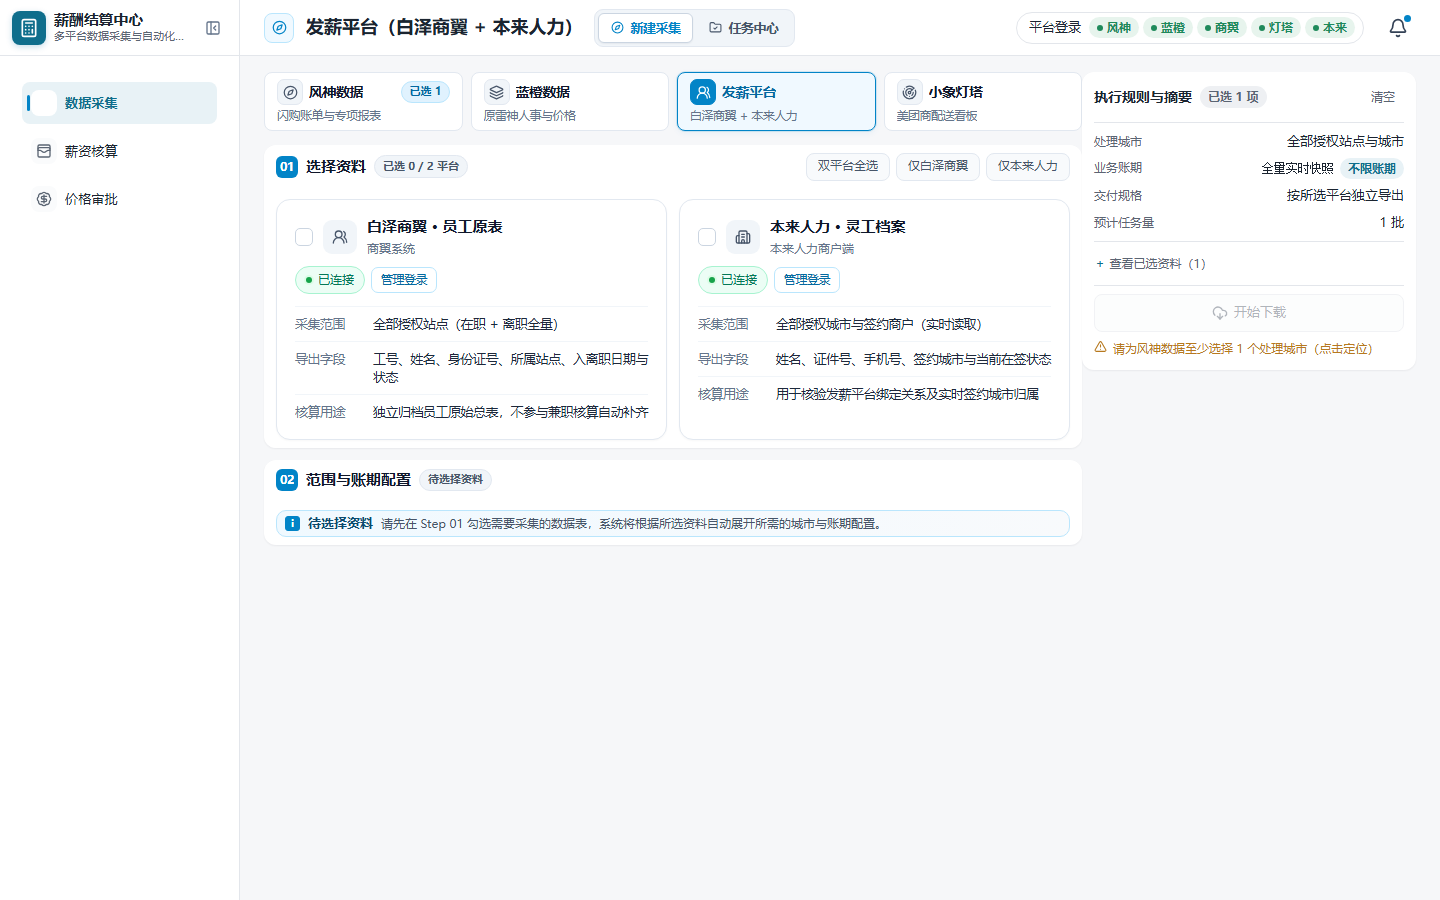 薪酬结算中心
多平台数据采集与自动化...
数据采集
薪资核算
价格审批
发薪平台（白泽商翼 + 本来人力）
新建采集
任务中心
平台登录
风神
蓝橙
商翼
灯塔
本来
风神数据
已选 1
闪购账单与专项报表
蓝橙数据
原雷神人事与价格
发薪平台
白泽商翼 + 本来人力
小象灯塔
美团商配送看板
01 选择资料 已选 0 / 2 平台
双平台全选
仅白泽商翼
仅本来人力
白泽商翼 • 员工原表
商翼系统
已连接
管理登录
采集范围 全部授权站点（在职 + 离职全量）
导出字段 工号、姓名、身份证号、所属站点、入离职日期与
状态
核算用途 独立归档员工原始总表，不参与兼职核算自动补齐
本来人力 • 灵工档案
本来人力商户端
已连接
管理登录
采集范围 全部授权城市与签约商户（实时读取）
导出字段 姓名、证件号、手机号、签约城市与当前在签状态
核算用途 用于核验发薪平台绑定关系及实时签约城市归属
02 范围与账期配置 待选择资料
待选择资料 请先在 Step 01 勾选需要采集的数据表，系统将根据所选资料自动展开所需的城市与账期配置。
执行规则与摘要 已选 1 项
清空
处理城市 全部授权站点与城市
业务账期 全量实时快照 不限账期
交付规格 按所选平台独立导出
预计任务量 1 批
+ 查看已选资料（1）
开始下载
请为风神数据至少选择 1 个处理城市（点击定位）